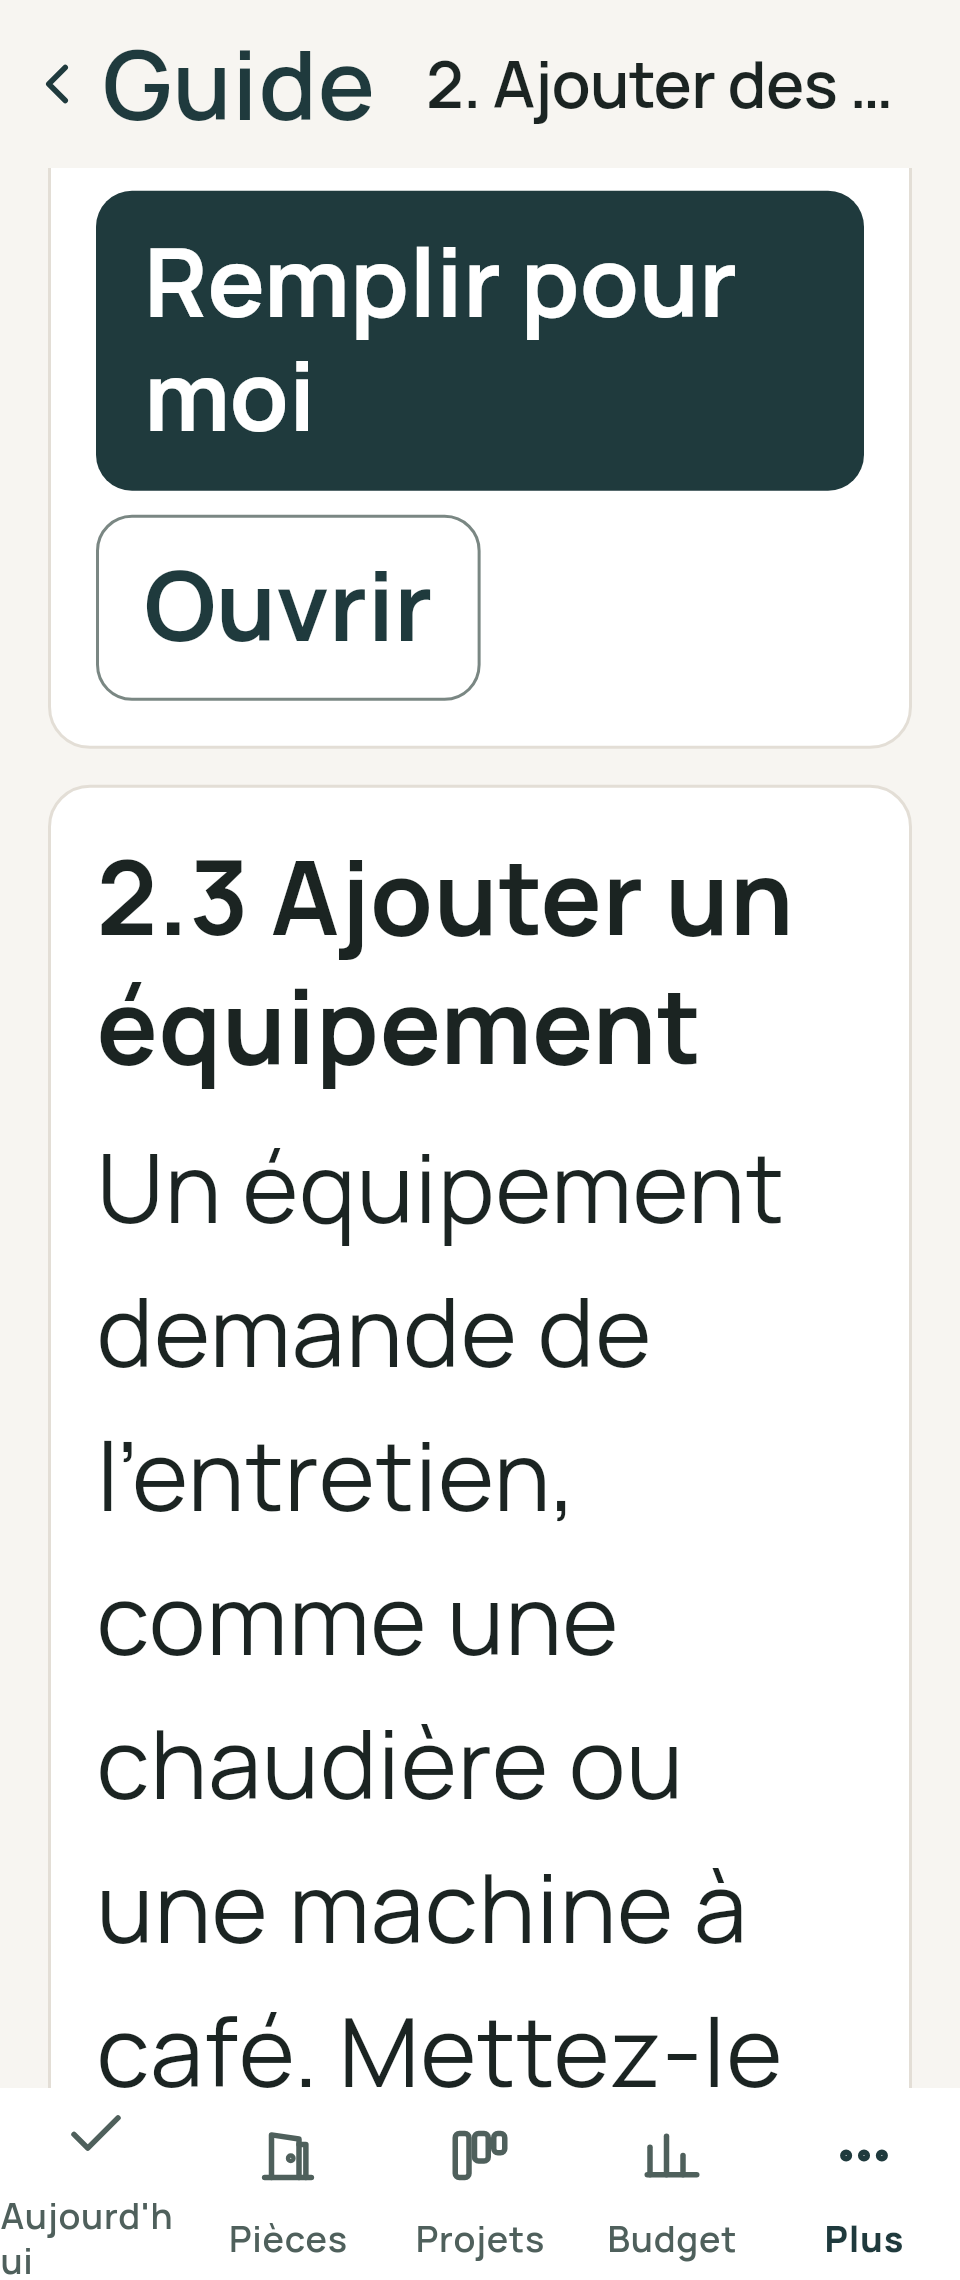 Guide 2. Ajouter des ...
Remplir pour
moi
Ouvrir
2.3 Ajouter un
équipement
Un équipement
demande de
l’entretien,
comme une
chaudière ou
une machine à
café. Mettez-le
Aujourd'h
ui
Pièces
Projets
Budget
Plus